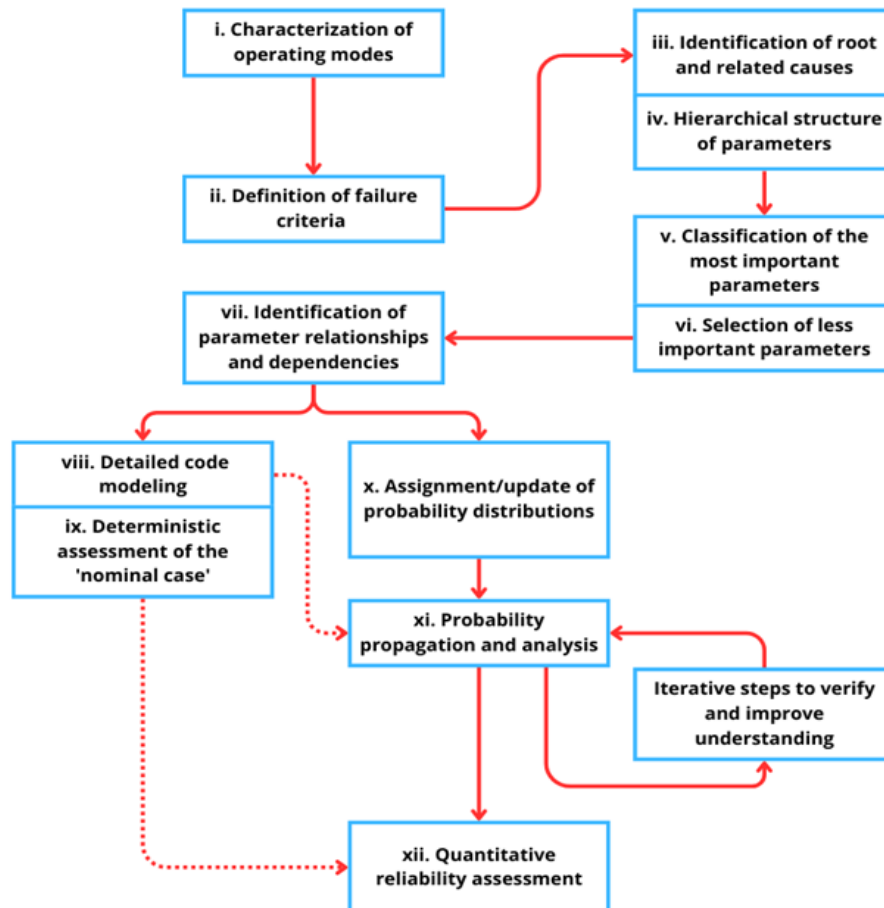 i. Characterization of
operating modes
ii. Definition of failure
criteria
iii. Identification of root
and related causes
iv. Hierarchical structure
of parameters
v. Classification of the
most important
parameters
vi. Selection of less
important parameters
vii. Identification of
parameter relationships
and dependencies
viii. Detailed code
modeling
ix. Deterministic
assessment of the
'nominal case'
x. Assignment/update of
probability distributions
xi. Probability
propagation and analysis
Iterative steps to verify
and improve
understanding
xii. Quantitative
reliability assessment